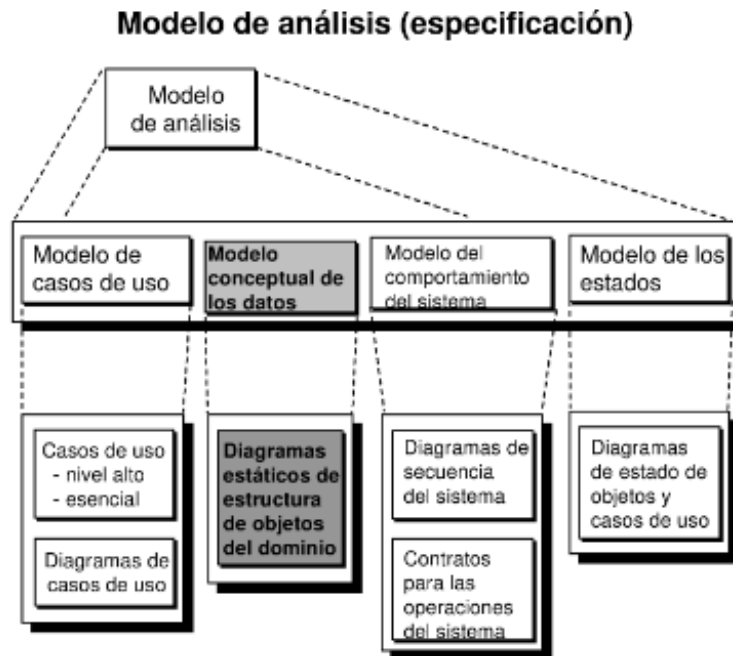 Modelo de análisis (especificación)
Modelo
de análisis
Modelo de
casos de uso
Modelo
conceptual de
los datos
Modelo del
comportamiento
del sistema
Modelo de los
estados
Casos de uso
- nivel alto
- esencial
Diagramas de
casos de uso
Diagramas
estáticos de
estructura
de objetos
del dominio
Diagramas de
secuencia
del sistema
Contratos
para las
operaciones
del sistema
Diagramas
de estado de
objetos y
casos de uso